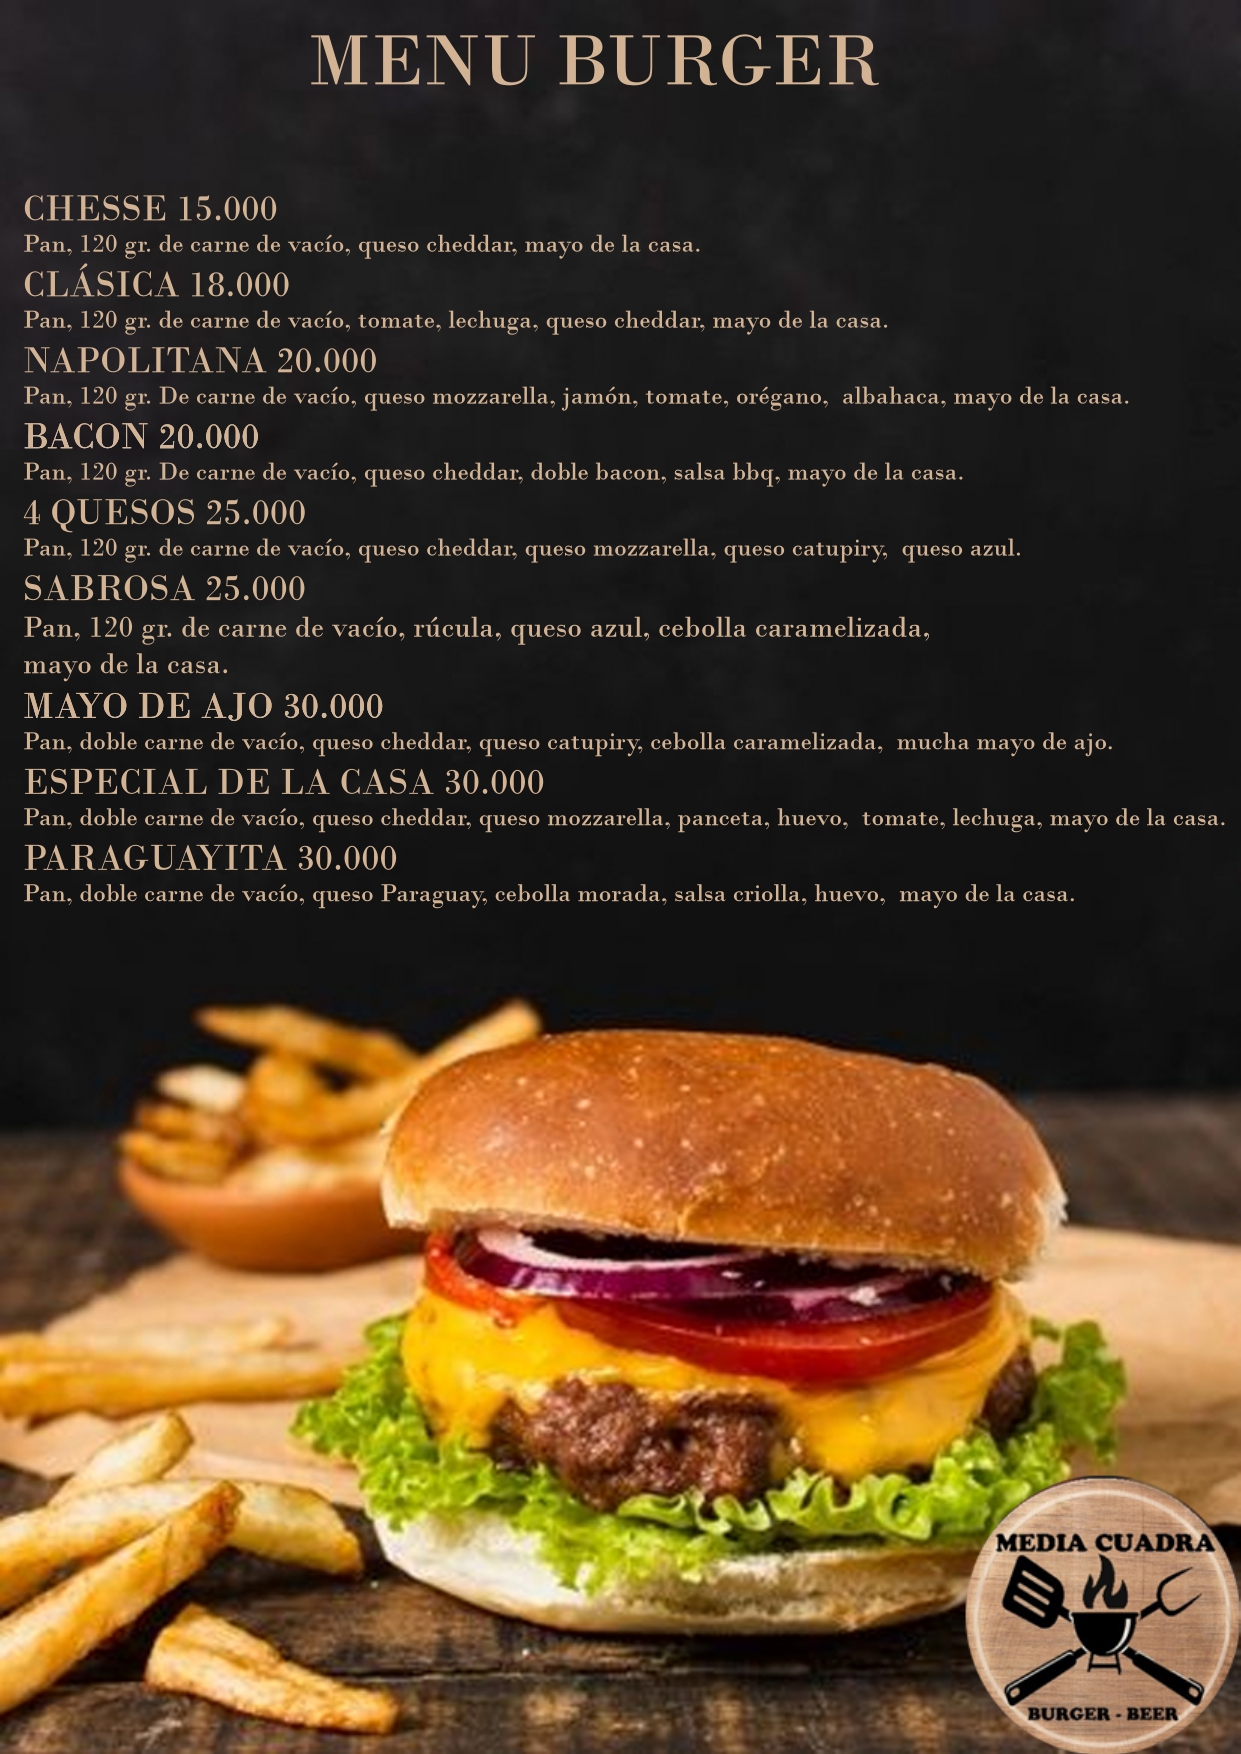 MENU BURGER
CHESSE 15.000
Pan, 120 gr. de carne de vacío, queso cheddar, mayo de la casa.
CLÁSICA 18.000
Pan, 120 gr. de carne de vacío, tomate, lechuga, queso cheddar, mayo de la casa.
NAPOLITANA 20.000
Pan, 120 gr. De carne de vacío, queso mozzarella, jamón, tomate, orégano, albahaca, mayo de la casa.
BACON 20.000
Pan, 120 gr. De carne de vacío, queso cheddar, doble bacon, salsa bbq, mayo de la casa.
4 QUESOS 25.000
Pan, 120 gr. de carne de vacío, queso cheddar, queso mozzarella, queso catupiry, queso azul.
SABROSA 25.000
Pan, 120 gr. de carne de vacío, rúcula, queso azul, cebolla caramelizada,
mayo de la casa.
MAYO DE AJO 30.000
Pan, doble carne de vacío, queso cheddar, queso catupiry, cebolla caramelizada, mucha mayo de ajo.
ESPECIAL DE LA CASA 30.000
Pan, doble carne de vacío, queso cheddar, queso mozzarella, panceta, huevo, tomate, lechuga, mayo de la casa.
PARAGUAYITA 30.000
Pan, doble carne de vacío, queso Paraguay, cebolla morada, salsa criolla, huevo, mayo de la casa.
MEDIA CUADRA
BURGER - BEER